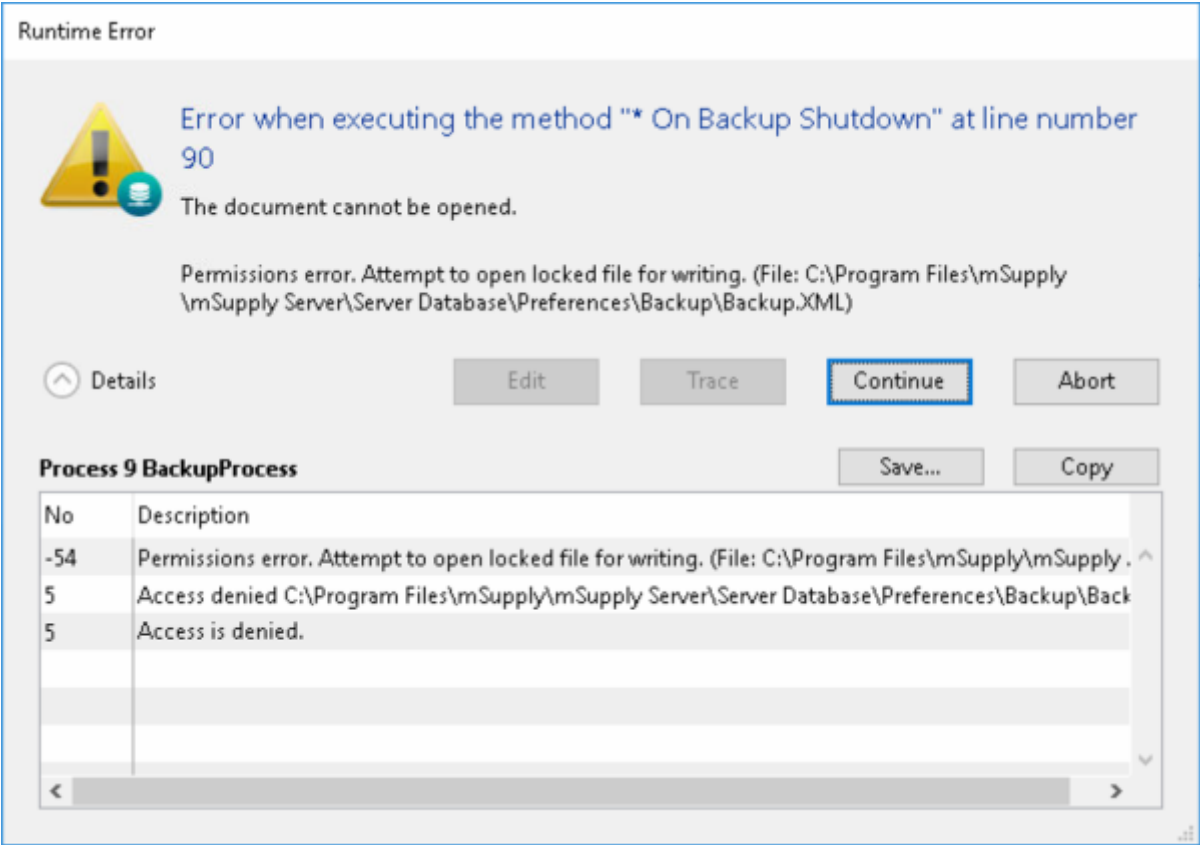 Runtime Error
Error when executing the method "* On Backup Shutdown" at line number
90
The document cannot be opened.
Permissions error. Attempt to open locked file for writing. (File: C:\Program Files\mSupply
\mSupply Server\Server Database\Preferences\Backup\Backup.XML)
Details
Edit
Trace
Continue
Abort
Process 9 BackupProcess
Save...
Copy
No Description
-54 Permissions error. Attempt to open locked file for writing. (File: C:\Program Files\mSupply\mSupply .
5 Access denied C:\Program Files\mSupply\mSupply Server\Server Database\Preferences\Backup\Back
5 Access is denied.